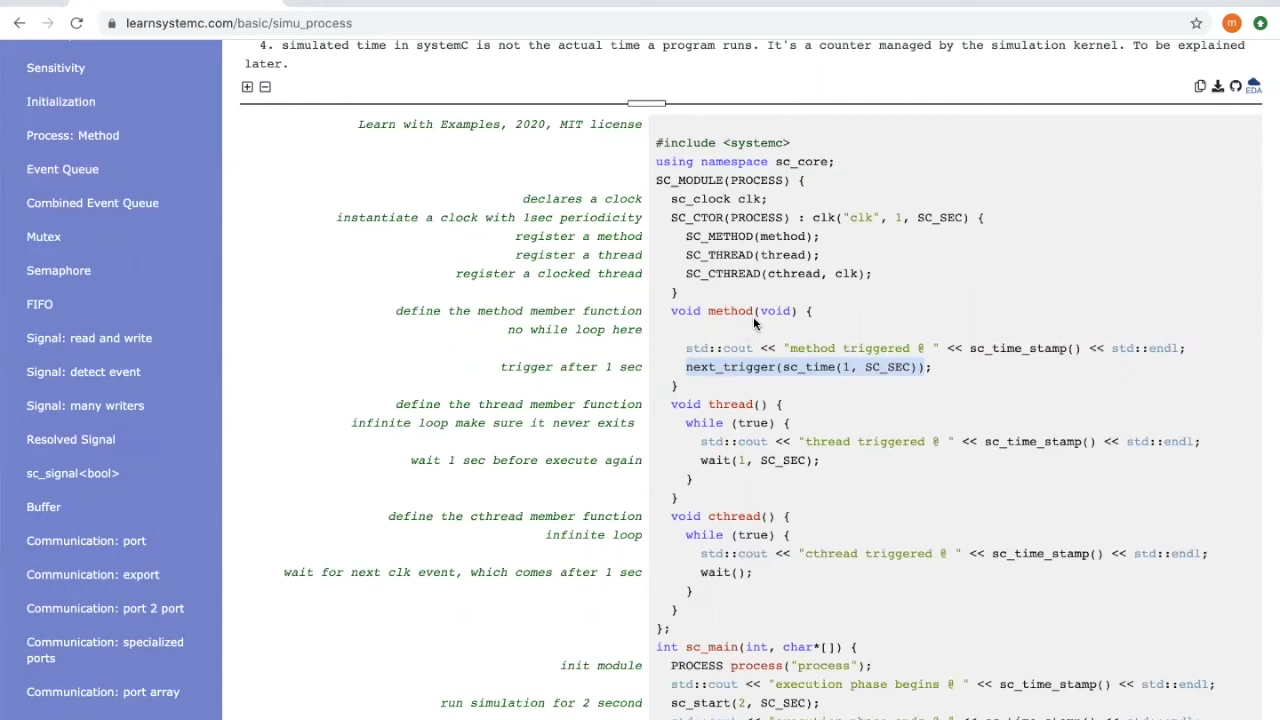 learnsystemc.com/basic/simu_process
m
Sensitivity
Initialization
Process: Method
Event Queue
Combined Event Queue
Mutex
Semaphore
FIFO
Signal: read and write
Signal: detect event
Signal: many writers
Resolved Signal
sc_signal<bool>
Buffer
Communication: port
Communication: export
Communication: port 2 port
Communication: specialized
ports
Communication: port array
4. simulated time in systemC is not the actual time a program runs. It's a counter managed by the simulation kernel. To be explained
later.
EDA
Learn with Examples, 2020, MIT license
#include <systemc>
using namespace sc_core;
SC_MODULE(PROCESS) {
declares a clock sc_clock clk;
instantiate a clock with 1sec periodicity SC_CTOR(PROCESS) : clk("clk", 1, SC_SEC) {
register a method SC_METHOD(method);
register a thread SC_THREAD(thread);
register a clocked thread SC_CTHREAD(cthread, clk);
}
define the method member function void method(void) {
no while loop here
std::cout << "method triggered @ " << sc_time_stamp() << std::endl;
trigger after 1 sec next_trigger(sc_time(1, SC_SEC));
}
define the thread member function void thread() {
infinite loop make sure it never exits while (true) {
std::cout << "thread triggered @ " << sc_time_stamp() << std::endl;
wait 1 sec before execute again wait(1, SC_SEC);
}
}
define the cthread member function void cthread() {
infinite loop while (true) {
std::cout << "cthread triggered @ " << sc_time_stamp() << std::endl;
wait for next clk event, which comes after 1 sec wait();
}
}
};
int sc_main(int, char*[]) {
init module PROCESS process("process");
std::cout << "execution phase begins @ " << sc_time_stamp() << std::endl;
run simulation for 2 second sc_start(2, SC_SEC);